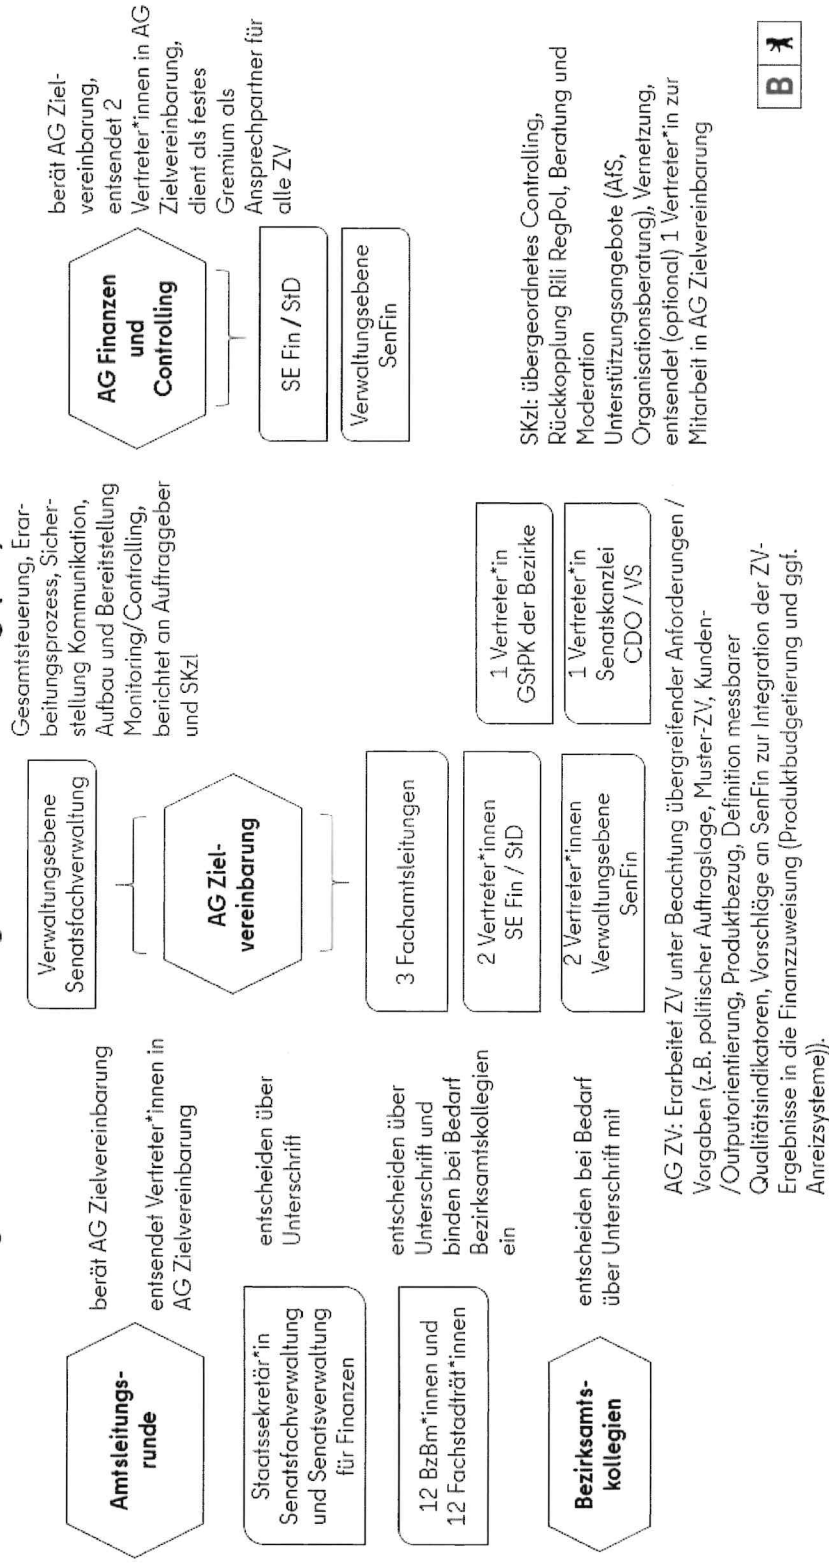 Amtsleitungs-
runde
berät AG Zielvereinbarung
entsendet Vertreter*innen in
AG Zielvereinbarung
Staatssekretär*in
Senatsfachverwaltung
und Senatsverwaltung
für Finanzen
entscheiden über
Unterschrift
12 BzBm*innen und
12 Fachstadträt*innen
entscheiden über
Unterschrift und
binden bei Bedarf
Bezirksamtskollegien
ein
Bezirksamts-
kollegien
entscheiden bei Bedarf
über Unterschrift mit
Verwaltungsebene
Senatsfachverwaltung
Gesamtsteuerung, Erar-
beitungsprozess, Sicher-
stellung Kommunikation,
Aufbau und Bereitstellung
Monitoring/Controlling,
berichtet an Auftraggeber
und SKzl
AG Ziel-
vereinbarung
3 Fachamtsleitungen
2 Vertreter*innen
SE Fin / StD
2 Vertreter*innen
Verwaltungsebene
SenFin
1 Vertreter*in
GStPK der Bezirke
1 Vertreter*in
Senatskanzlei
CDO / VS
AG ZV: Erarbeitet ZV unter Beachtung übergreifender Anforderungen /
Vorgaben (z.B. politischer Auftragslage, Muster-ZV, Kunden-
/Outputorientierung, Produktbezug, Definition messbarer
Qualitätsindikatoren, Vorschläge an SenFin zur Integration der ZV-
Ergebnisse in die Finanzzuweisung (Produktbudgetierung und ggf.
Anreizsysteme)).
AG Finanzen
und
Controlling
berät AG Ziel-
vereinbarung,
entsendet 2
Vertreter*innen in AG
Zielvereinbarung,
dient als festes
Gremium als
Ansprechpartner für
alle ZV
SE Fin / StD
Verwaltungsebene
SenFin
SKzl: übergeordnetes Controlling,
Rückkopplung Rili RegPol, Beratung und
Moderation
Unterstützungsangebote (AfS,
Organisationsberatung), Vernetzung,
entsendet (optional) 1 Vertreter*in zur
Mitarbeit in AG Zielvereinbarung
B